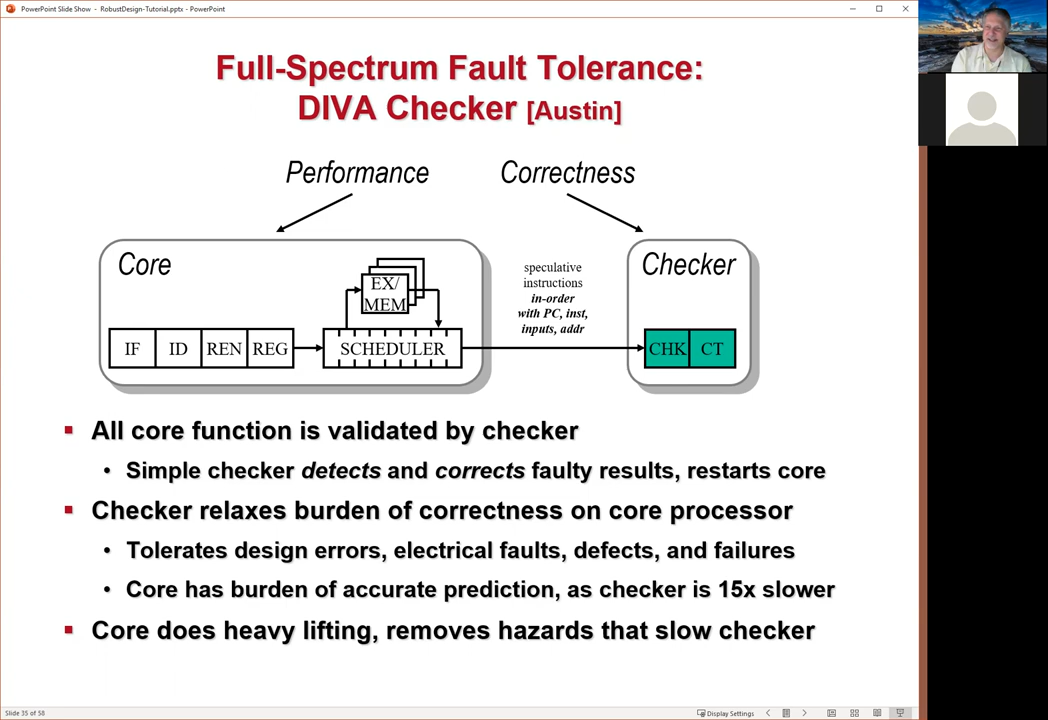 PowerPoint Slide Show - RobustDesign-Tutorial.pptx - PowerPoint
Full-Spectrum Fault Tolerance:
DIVA Checker [Austin]
Performance
Correctness
Core
EX/
MEM
IF
ID
REN
REG
SCHEDULER
speculative
instructions
in-order
with PC, inst,
inputs, addr
Checker
CHK
CT
▪ All core function is validated by checker
• Simple checker detects and corrects faulty results, restarts core
▪ Checker relaxes burden of correctness on core processor
• Tolerates design errors, electrical faults, defects, and failures
• Core has burden of accurate prediction, as checker is 15x slower
▪ Core does heavy lifting, removes hazards that slow checker
Slide 35 of 58
Display Settings